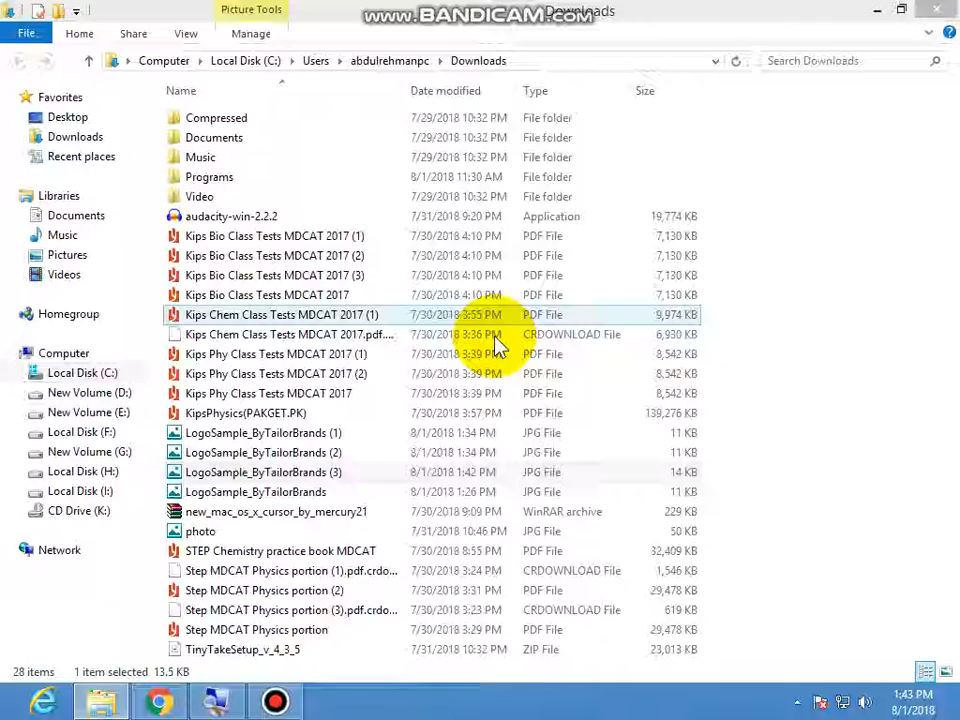 Picture Tools
Downloads
www.BANDICAM.com
File
Home
Share
View
Manage
Computer
Local Disk (C:)
Users
abdulrehmanpc
Downloads
Search Downloads
Name
Date modified
Type
Size
Favorites
Desktop
Downloads
Recent places
Libraries
Documents
Music
Pictures
Videos
Homegroup
Computer
Local Disk (C:)
New Volume (D:)
New Volume (E:)
Local Disk (F:)
New Volume (G:)
Local Disk (H:)
Local Disk (I:)
CD Drive (K:)
Network
Compressed 7/29/2018 10:32 PM File folder
Documents 7/29/2018 10:32 PM File folder
Music 7/29/2018 10:32 PM File folder
Programs 8/1/2018 11:30 AM File folder
Video 7/29/2018 10:32 PM File folder
audacity-win-2.2.2 7/31/2018 9:20 PM Application 19,774 KB
Kips Bio Class Tests MDCAT 2017 (1) 7/30/2018 4:10 PM PDF File 7,130 KB
Kips Bio Class Tests MDCAT 2017 (2) 7/30/2018 4:10 PM PDF File 7,130 KB
Kips Bio Class Tests MDCAT 2017 (3) 7/30/2018 4:10 PM PDF File 7,130 KB
Kips Bio Class Tests MDCAT 2017 7/30/2018 4:10 PM PDF File 7,130 KB
Kips Chem Class Tests MDCAT 2017 (1) 7/30/2018 3:55 PM PDF File 9,974 KB
Kips Chem Class Tests MDCAT 2017.pdf.... 7/30/2018 3:36 PM CRDOWNLOAD File 6,930 KB
Kips Phy Class Tests MDCAT 2017 (1) 7/30/2018 3:39 PM PDF File 8,542 KB
Kips Phy Class Tests MDCAT 2017 (2) 7/30/2018 3:39 PM PDF File 8,542 KB
Kips Phy Class Tests MDCAT 2017 7/30/2018 3:39 PM PDF File 8,542 KB
KipsPhysics(PAKGET.PK) 7/30/2018 3:57 PM PDF File 139,276 KB
LogoSample_ByTailorBrands (1) 8/1/2018 1:34 PM JPG File 11 KB
LogoSample_ByTailorBrands (2) 8/1/2018 1:34 PM JPG File 11 KB
LogoSample_ByTailorBrands (3) 8/1/2018 1:42 PM JPG File 14 KB
LogoSample_ByTailorBrands 8/1/2018 1:26 PM JPG File 11 KB
new_mac_os_x_cursor_by_mercury21 7/30/2018 9:09 PM WinRAR archive 229 KB
photo 7/31/2018 10:46 PM JPG File 50 KB
STEP Chemistry practice book MDCAT 7/30/2018 8:55 PM PDF File 32,409 KB
Step MDCAT Physics portion (1).pdf.crdo... 7/30/2018 3:24 PM CRDOWNLOAD File 1,546 KB
Step MDCAT Physics portion (2) 7/30/2018 3:31 PM PDF File 29,478 KB
Step MDCAT Physics portion (3).pdf.crdo... 7/30/2018 3:23 PM CRDOWNLOAD File 619 KB
Step MDCAT Physics portion 7/30/2018 3:29 PM PDF File 29,478 KB
TinyTakeSetup_v_4_3_5 7/31/2018 10:32 PM ZIP File 23,013 KB
28 items 1 item selected 13.5 KB
1:43 PM
8/1/2018